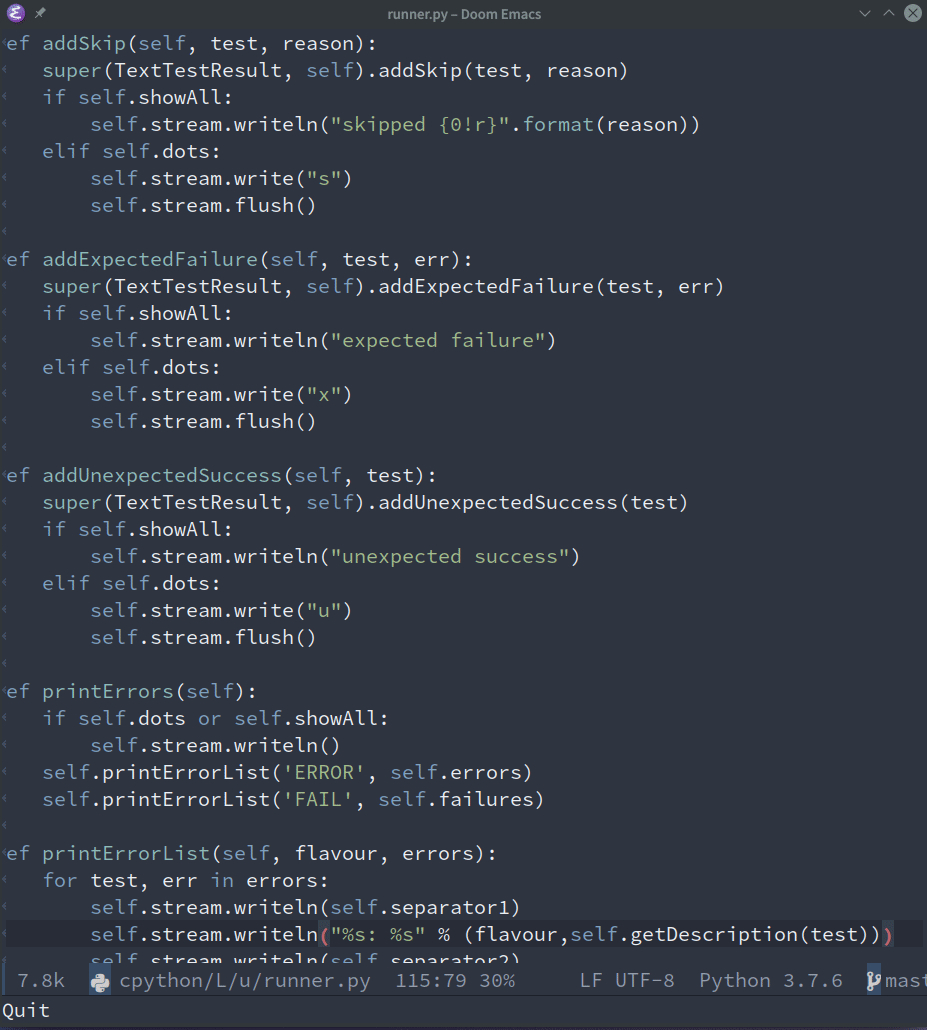 runner.py – Doom Emacs
ef addSkip(self, test, reason):
super(TextTestResult, self).addSkip(test, reason)
if self.showAll:
self.stream.writeln("skipped {0!r}".format(reason))
elif self.dots:
self.stream.write("s")
self.stream.flush()
ef addExpectedFailure(self, test, err):
super(TextTestResult, self).addExpectedFailure(test, err)
if self.showAll:
self.stream.writeln("expected failure")
elif self.dots:
self.stream.write("x")
self.stream.flush()
ef addUnexpectedSuccess(self, test):
super(TextTestResult, self).addUnexpectedSuccess(test)
if self.showAll:
self.stream.writeln("unexpected success")
elif self.dots:
self.stream.write("u")
self.stream.flush()
ef printErrors(self):
if self.dots or self.showAll:
self.stream.writeln()
self.printErrorList('ERROR', self.errors)
self.printErrorList('FAIL', self.failures)
ef printErrorList(self, flavour, errors):
for test, err in errors:
self.stream.writeln(self.separator1)
self.stream.writeln("%s: %s" % (flavour,self.getDescription(test)))
self.stream.writeln(self.separator2)
7.8k cpython/L/u/runner.py 115:79 30% LF UTF-8 Python 3.7.6 mast
Quit